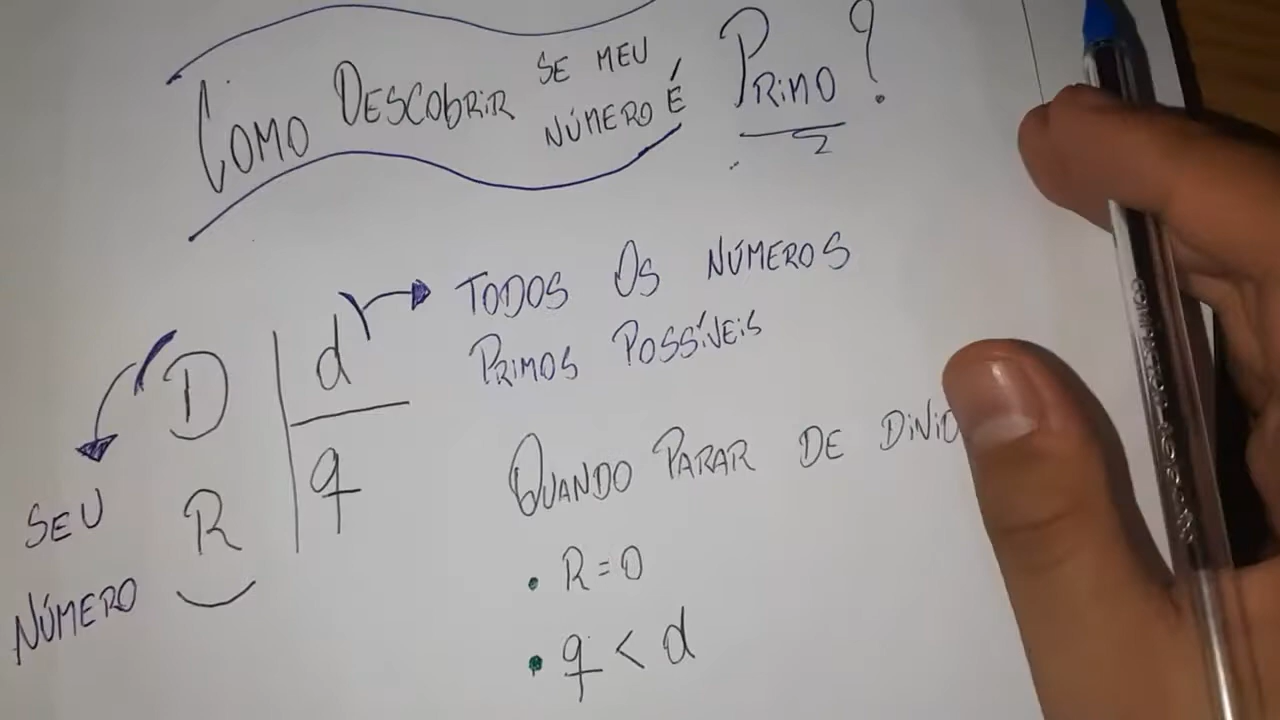 COMO DESCOBRIR SE MEU NÚMERO É PRIMO?
D d TODOS OS NÚMEROS
PRIMOS POSSÍVEIS
SEU
NÚMERO
R q
QUANDO PARAR DE DIVID
• R = 0
• q < d